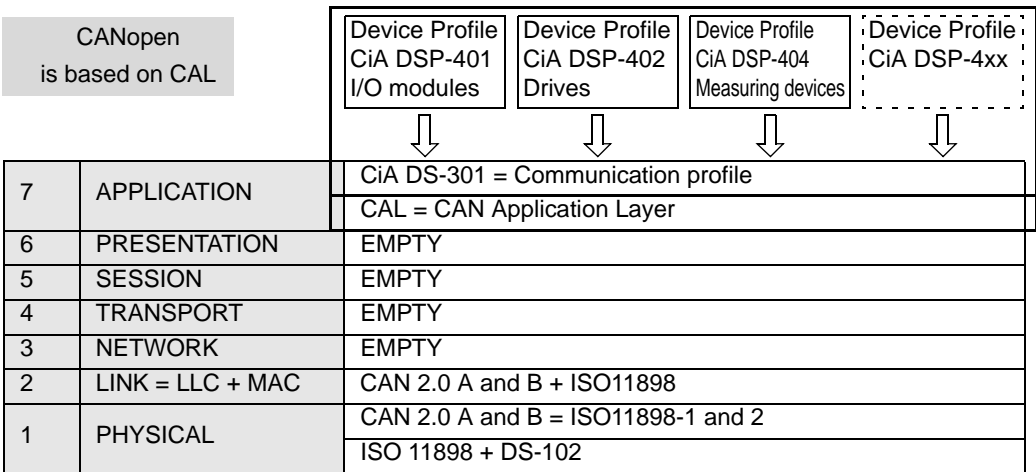 CANopen
is based on CAL
Device Profile
CiA DSP-401
I/O modules
Device Profile
CiA DSP-402
Drives
Device Profile
CiA DSP-404
Measuring devices
Device Profile
CiA DSP-4xx
7 APPLICATION CiA DS-301 = Communication profile
CAL = CAN Application Layer
6 PRESENTATION EMPTY
5 SESSION EMPTY
4 TRANSPORT EMPTY
3 NETWORK EMPTY
2 LINK = LLC + MAC CAN 2.0 A and B + ISO11898
1 PHYSICAL CAN 2.0 A and B = ISO11898-1 and 2
ISO 11898 + DS-102